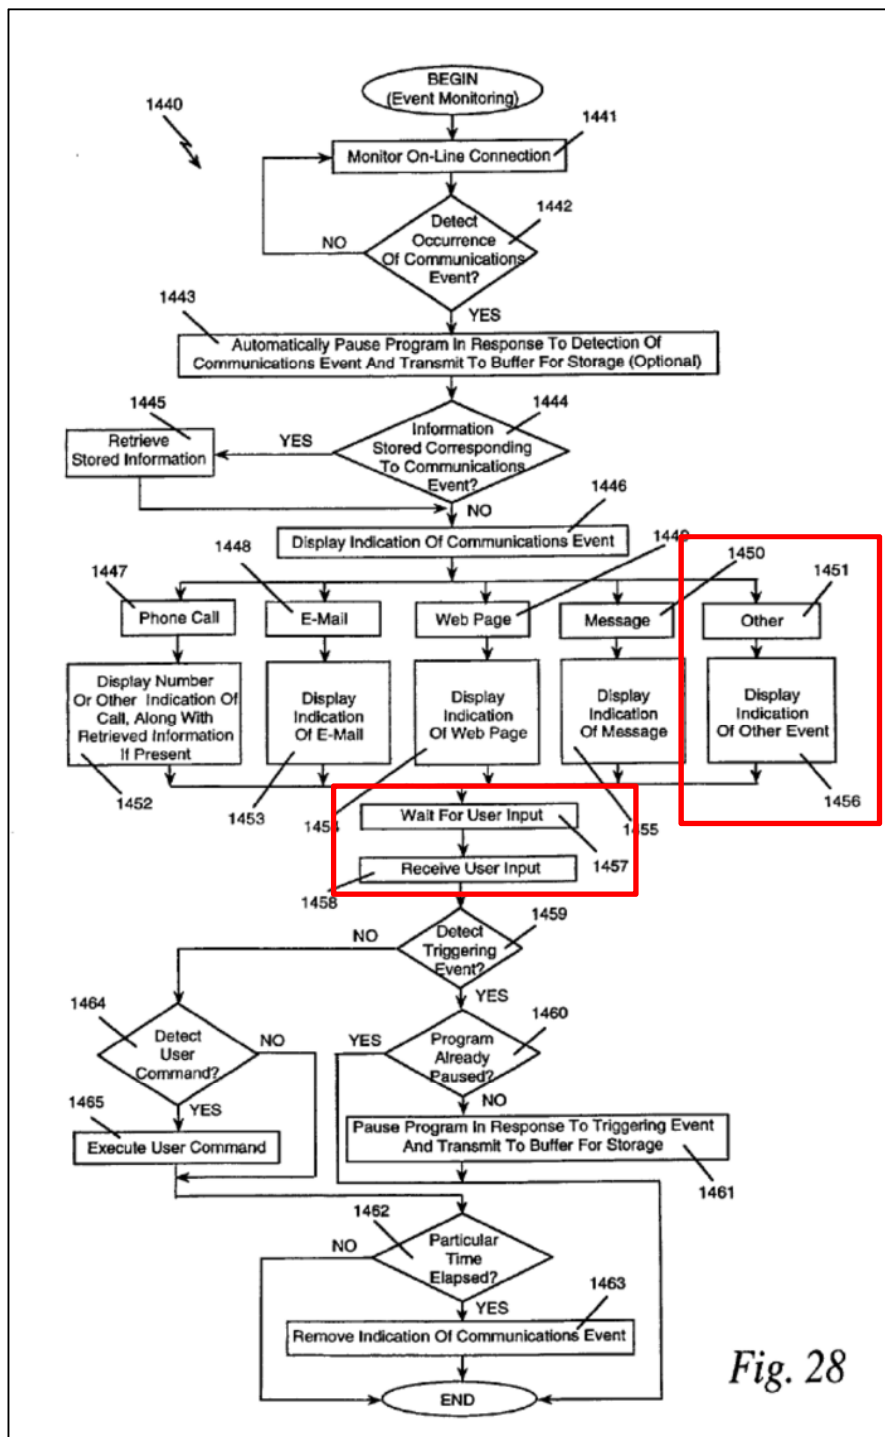 BEGIN
(Event Monitoring)
1440
1441
Monitor On-Line Connection
1442
Detect
Occurrence
Of Communications
Event?
NO
YES
1443
Automatically Pause Program In Response To Detection Of
Communications Event And Transmit To Buffer For Storage (Optional)
1445
1444
Retrieve
Stored Information
YES
Information
Stored Corresponding
To Communications
Event?
NO
1446
Display Indication Of Communications Event
1447
1448
1449
1450
1451
Phone Call
E-Mail
Web Page
Message
Other
Display Number
Or Other Indication Of
Call, Along With
Retrieved Information
If Present
Display
Indication
Of E-Mail
Display
Indication
Of Web Page
Display
Indication
Of Message
Display
Indication
Of Other Event
1452
1453
1454
1455
1456
Wait For User Input
1457
Receive User Input
1458
1459
Detect
Triggering
Event?
NO
YES
1464
Detect
User
Command?
NO
YES
1460
Program
Already
Paused?
YES
NO
1465
Execute User Command
Pause Program In Response To Triggering Event
And Transmit To Buffer For Storage
1461
1462
Particular
Time
Elapsed?
NO
YES
1463
Remove Indication Of Communications Event
END
Fig. 28